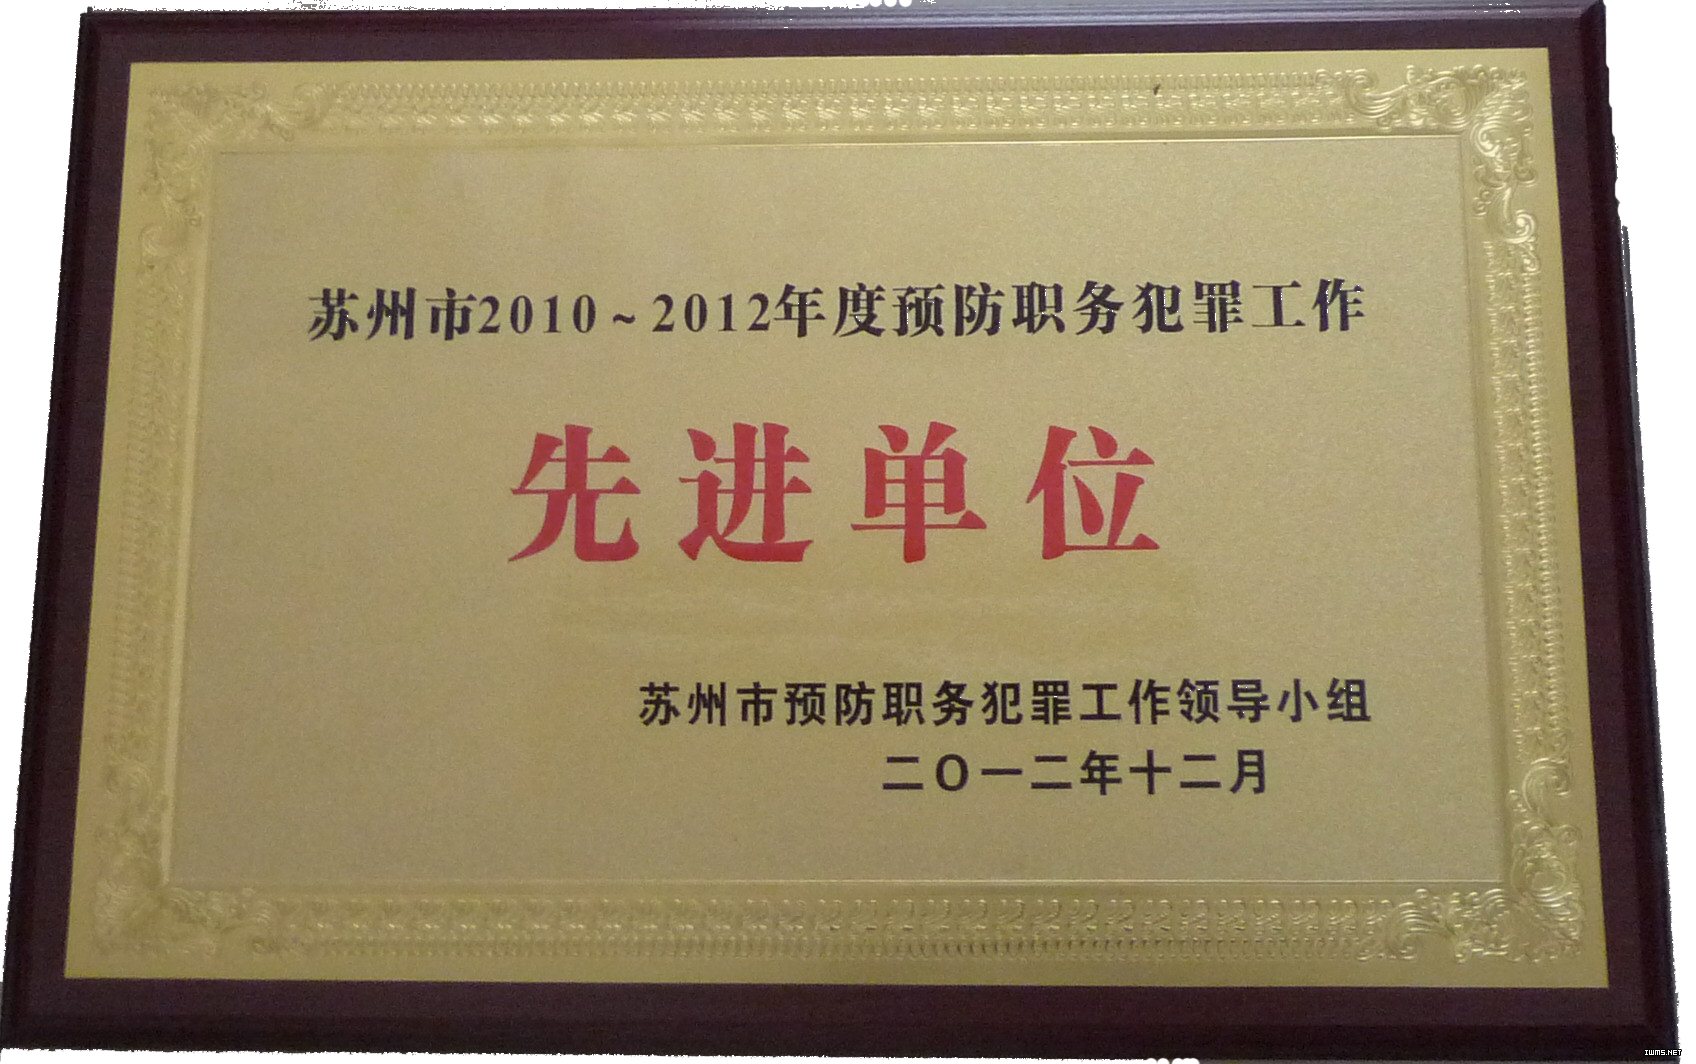 苏州市2010～2012年度预防职务犯罪工作
先进单位
苏州市预防职务犯罪工作领导小组
二〇一二年十二月
IWMS.NET